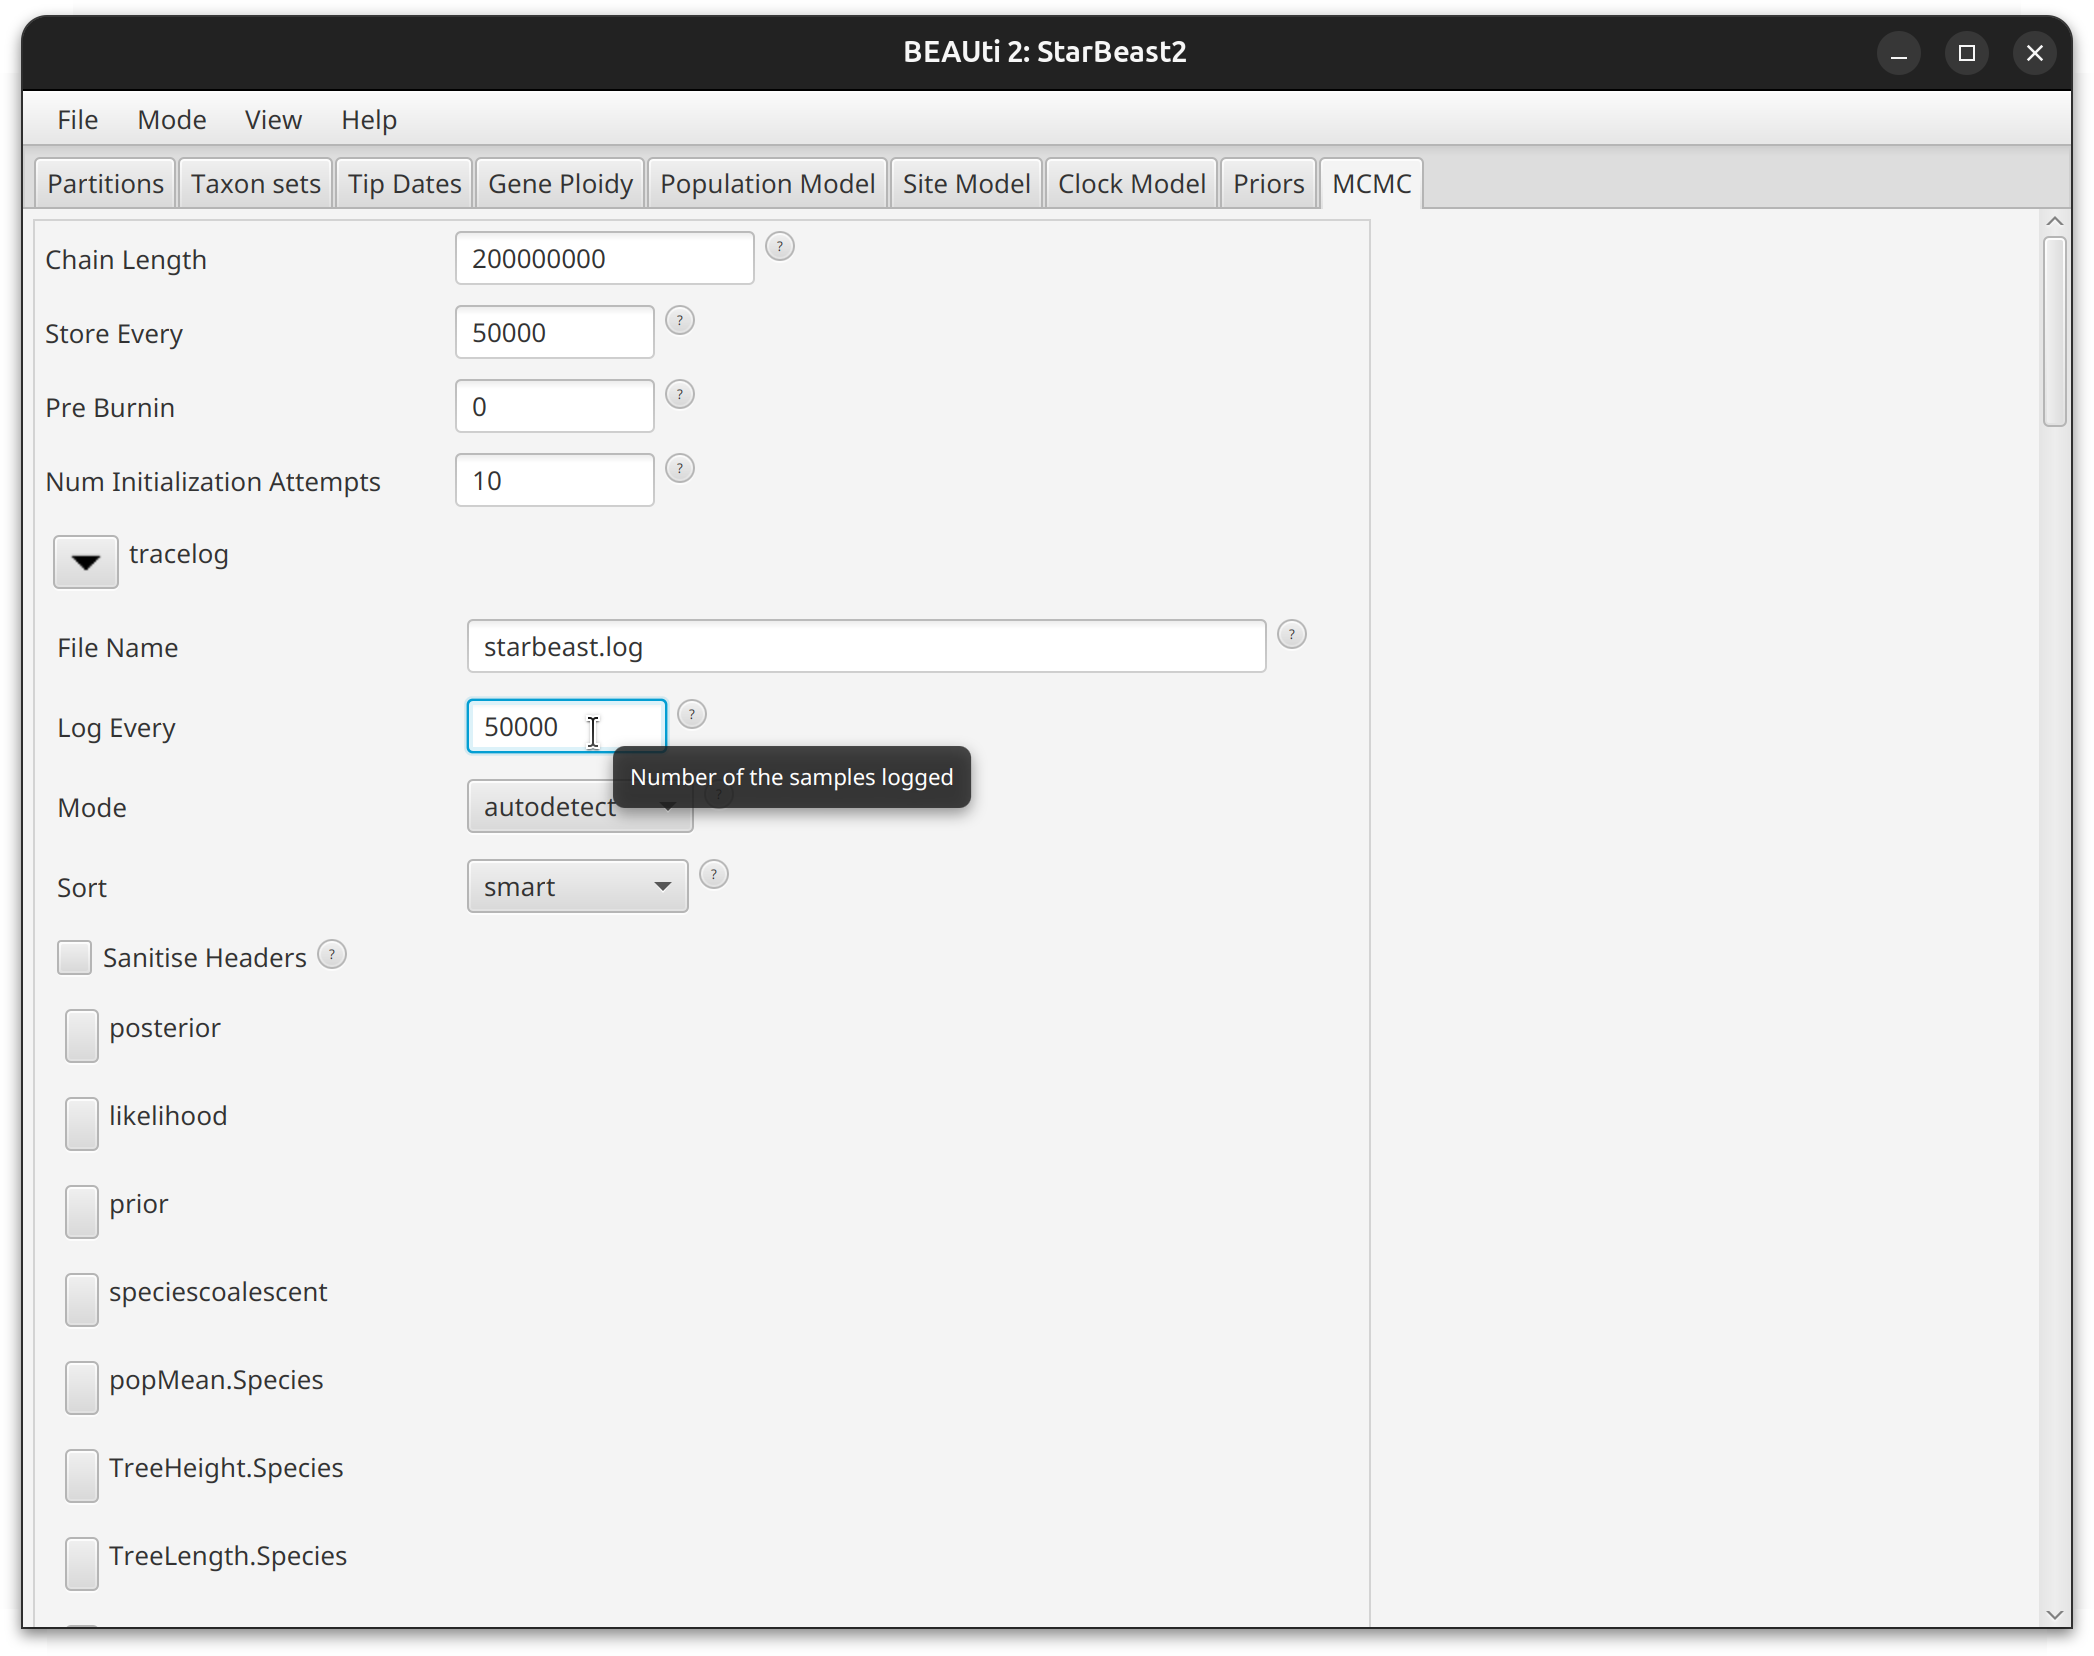 BEAUti 2: StarBeast2
File Mode View Help
Partitions Taxon sets Tip Dates Gene Ploidy Population Model Site Model Clock Model Priors MCMC
Chain Length 200000000 ?
Store Every 50000 ?
Pre Burnin 0 ?
Num Initialization Attempts 10 ?
tracelog
File Name starbeast.log ?
Log Every 50000 ?
Number of the samples logged
Mode autodetect ?
Sort smart ?
Sanitise Headers ?
posterior
likelihood
prior
speciescoalescent
popMean.Species
TreeHeight.Species
TreeLength.Species